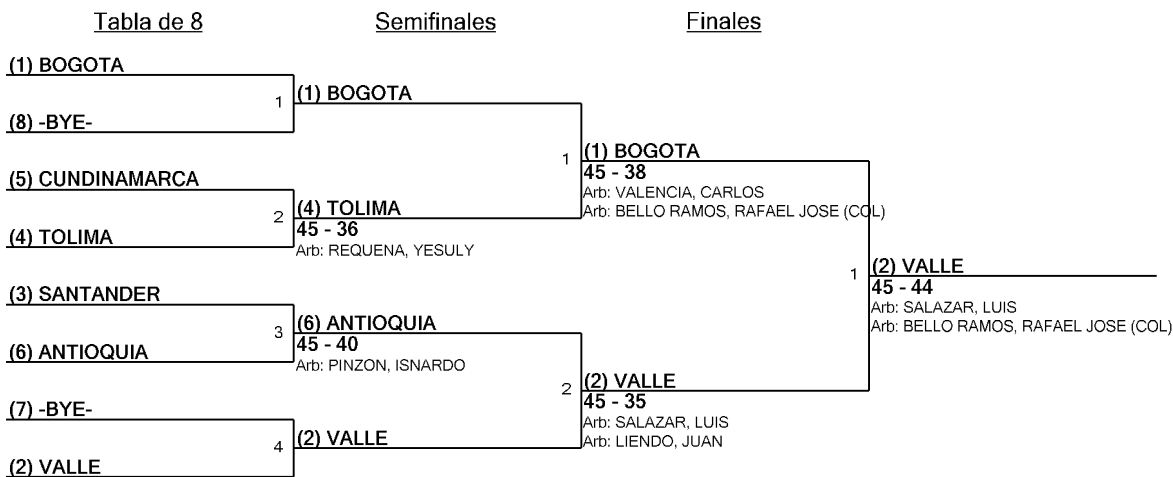 Tabla de 8
Semifinales
Finales
(1) BOGOTA
(8) -BYE-
(5) CUNDINAMARCA
(4) TOLIMA
(3) SANTANDER
(6) ANTIOQUIA
(7) -BYE-
(2) VALLE
1
2
3
4
(1) BOGOTA
(4) TOLIMA
45 - 36
Arb: REQUENA, YESULY
(6) ANTIOQUIA
45 - 40
Arb: PINZON, ISNARDO
(2) VALLE
1
2
(1) BOGOTA
45 - 38
Arb: VALENCIA, CARLOS
Arb: BELLO RAMOS, RAFAEL JOSE (COL)
(2) VALLE
45 - 35
Arb: SALAZAR, LUIS
Arb: LIENDO, JUAN
1
(2) VALLE
45 - 44
Arb: SALAZAR, LUIS
Arb: BELLO RAMOS, RAFAEL JOSE (COL)